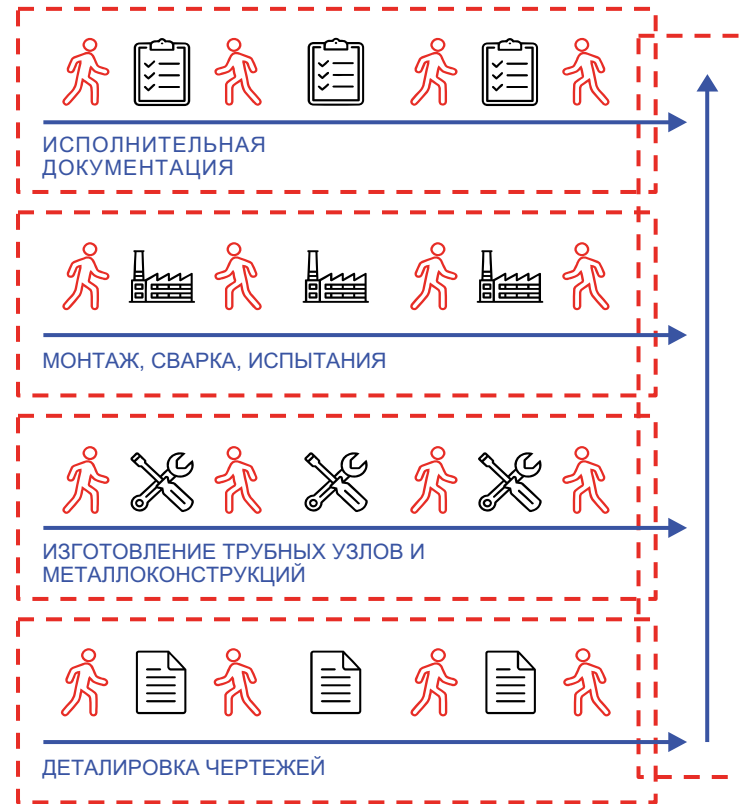 ИСПОЛНИТЕЛЬНАЯ
ДОКУМЕНТАЦИЯ
МОНТАЖ, СВАРКА, ИСПЫТАНИЯ
ИЗГОТОВЛЕНИЕ ТРУБНЫХ УЗЛОВ И
МЕТАЛЛОКОНСТРУКЦИЙ
ДЕТАЛИРОВКА ЧЕРТЕЖЕЙ